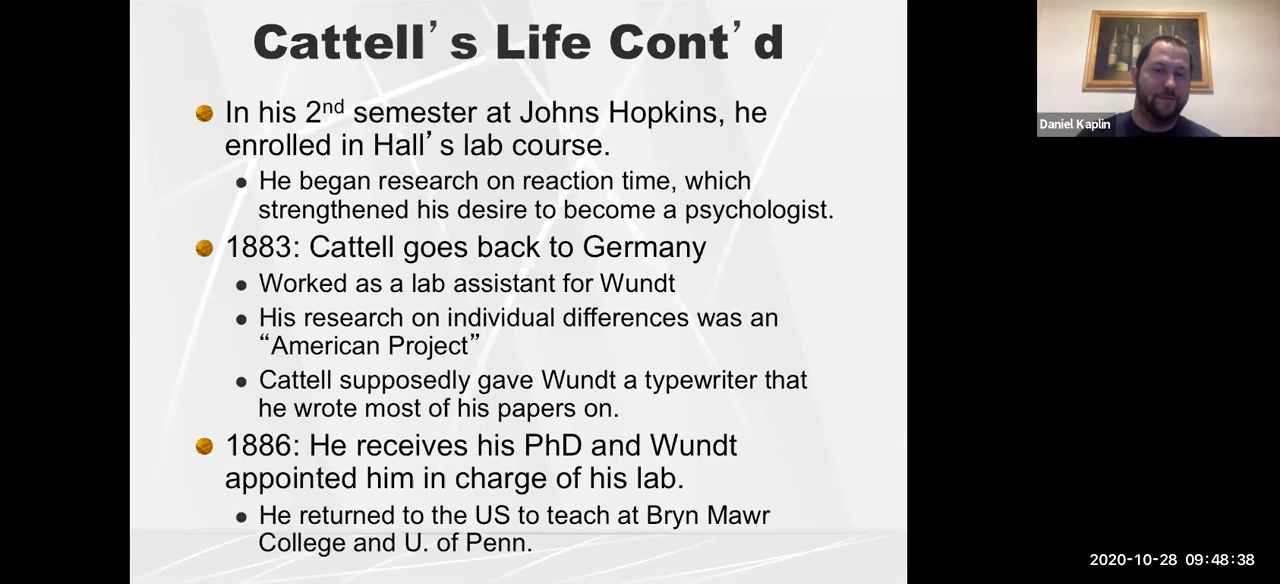 Cattell’s Life Cont’d
In his 2nd semester at Johns Hopkins, he
enrolled in Hall’s lab course.
He began research on reaction time, which
strengthened his desire to become a psychologist.
1883: Cattell goes back to Germany
Worked as a lab assistant for Wundt
His research on individual differences was an
“American Project”
Cattell supposedly gave Wundt a typewriter that
he wrote most of his papers on.
1886: He receives his PhD and Wundt
appointed him in charge of his lab.
He returned to the US to teach at Bryn Mawr
College and U. of Penn.
Daniel Kaplin
2020-10-28 09:48:38